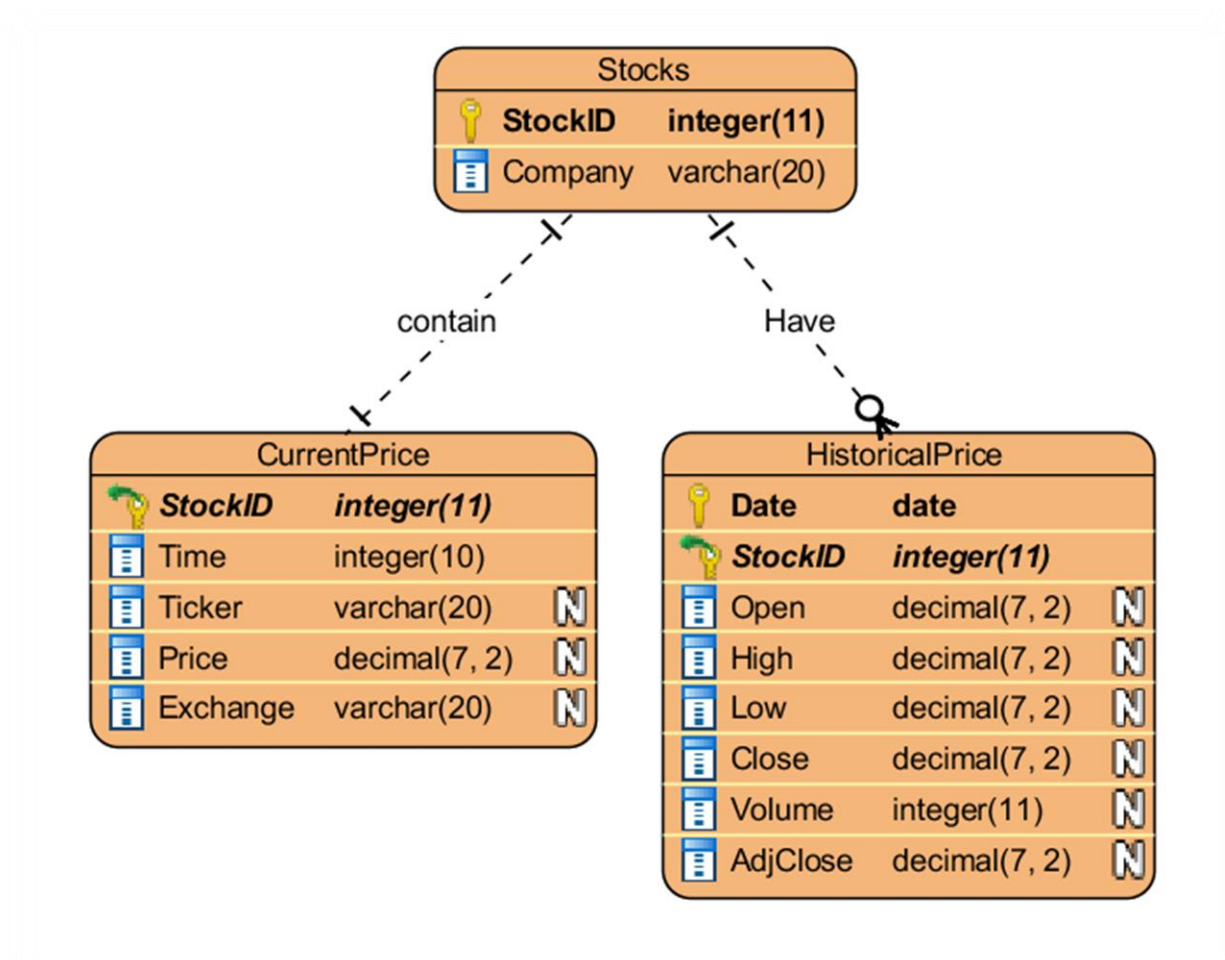 Stocks
StockID integer(11)
Company varchar(20)
contain
Have
CurrentPrice
StockID integer(11)
Time integer(10)
Ticker varchar(20) N
Price decimal(7, 2) N
Exchange varchar(20) N
HistoricalPrice
Date date
StockID integer(11)
Open decimal(7, 2) N
High decimal(7, 2) N
Low decimal(7, 2) N
Close decimal(7, 2) N
Volume integer(11) N
AdjClose decimal(7, 2) N